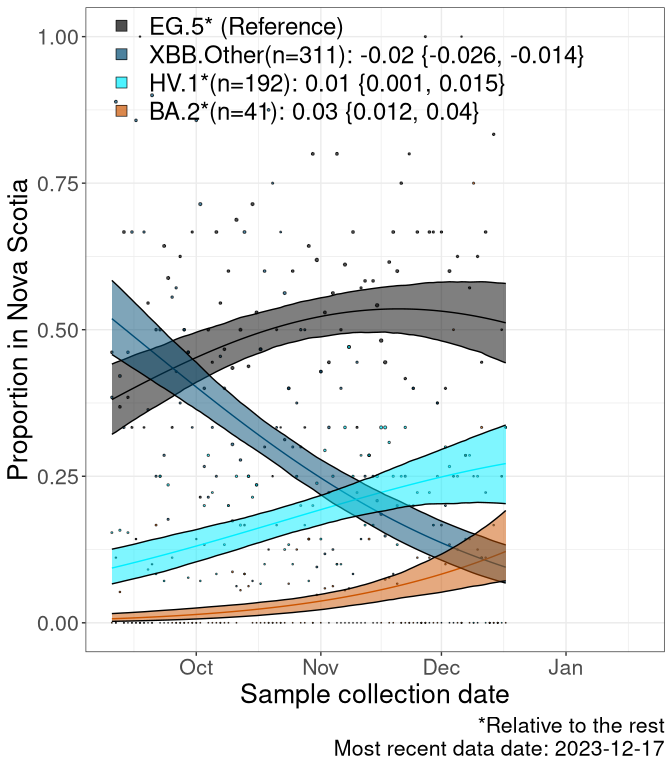 EG.5* (Reference)
XBB.Other(n=311): -0.02 {-0.026, -0.014}
HV.1*(n=192): 0.01 {0.001, 0.015}
BA.2*(n=41): 0.03 {0.012, 0.04}
1.00
0.75
0.50
0.25
0.00
Proportion in Nova Scotia
Oct Nov Dec Jan
Sample collection date
*Relative to the rest
Most recent data date: 2023-12-17